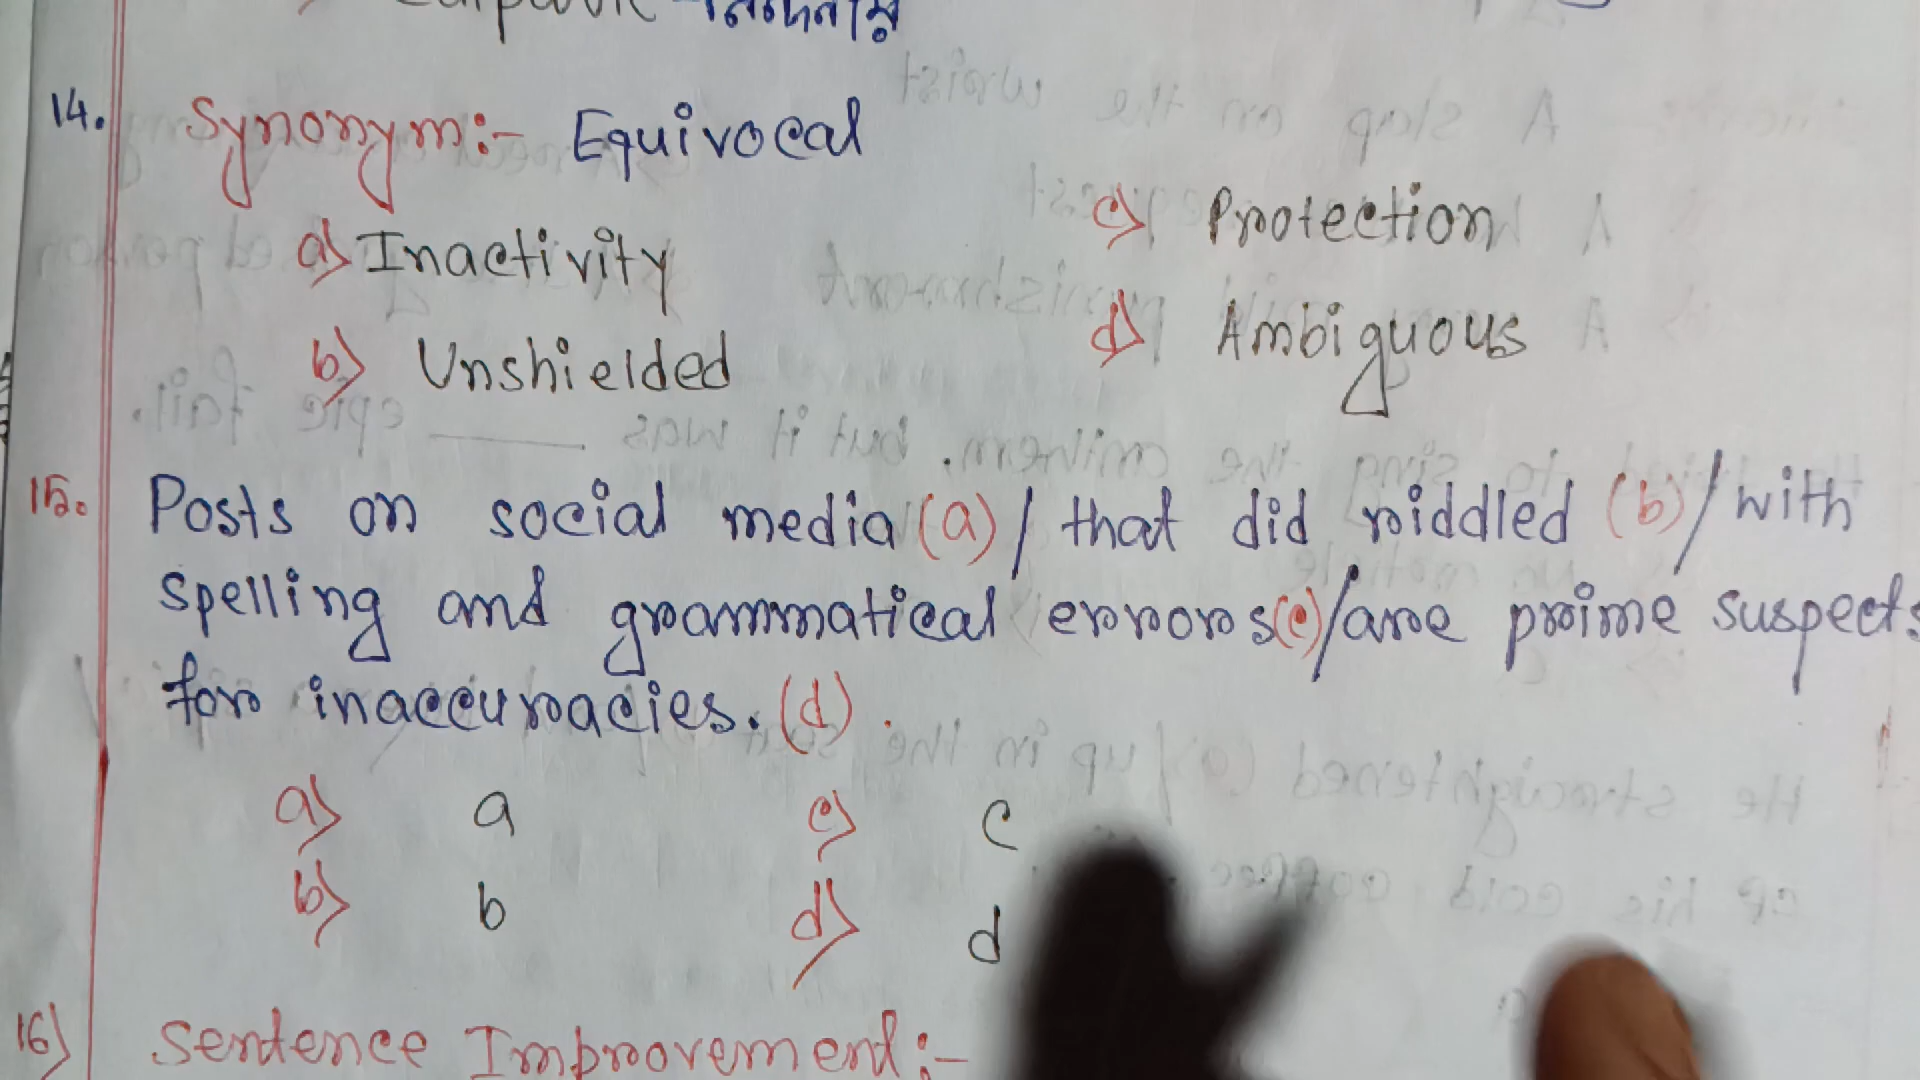 14. Synonym:- Equivocal
a) Inactivity
c) Protection
b) Unshielded
d) Ambiguous
15. Posts on social media (a) / that did riddled (b) / with
spelling and grammatical errors (c) / are prime suspects
for inaccuracies. (d).
a) a c) c
b) b d) d
16) Sentence Improvement:-